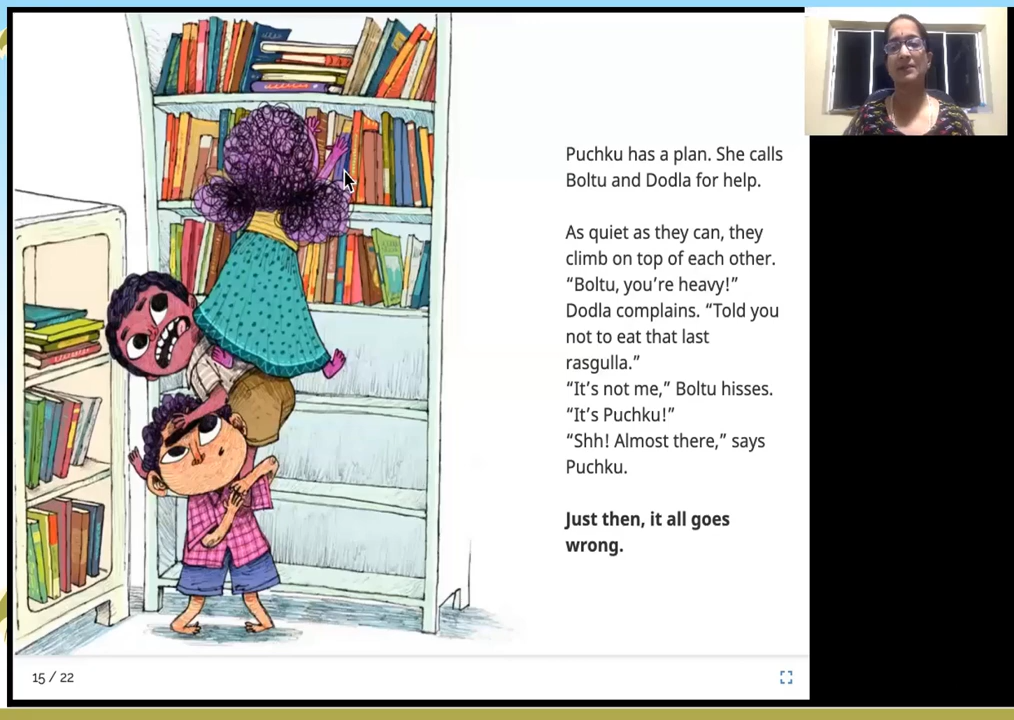 Puchku has a plan. She calls
Boltu and Dodla for help.
As quiet as they can, they
climb on top of each other.
“Boltu, you’re heavy!”
Dodla complains. “Told you
not to eat that last
rasgulla.”
“It’s not me,” Boltu hisses.
“It’s Puchku!”
“Shh! Almost there,” says
Puchku.
Just then, it all goes
wrong.
15 / 22